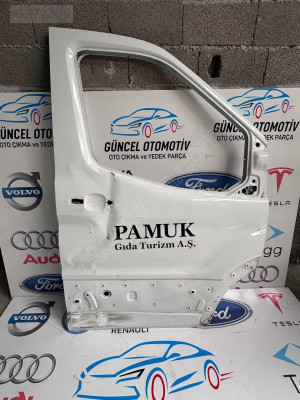 GÜNCEL OTOMOTİV
OTO ÇIKMA VE YEDEK PARÇA
GÜNCEL OTOMOTİV
OTO ÇIKMA VE YEDEK PARÇA
VOLVO
TESLA
Ford
Audi
PAMUK
Gıda Turizm A.Ş.
Ford
VOLVO
RENAULT
TESLA
Ford